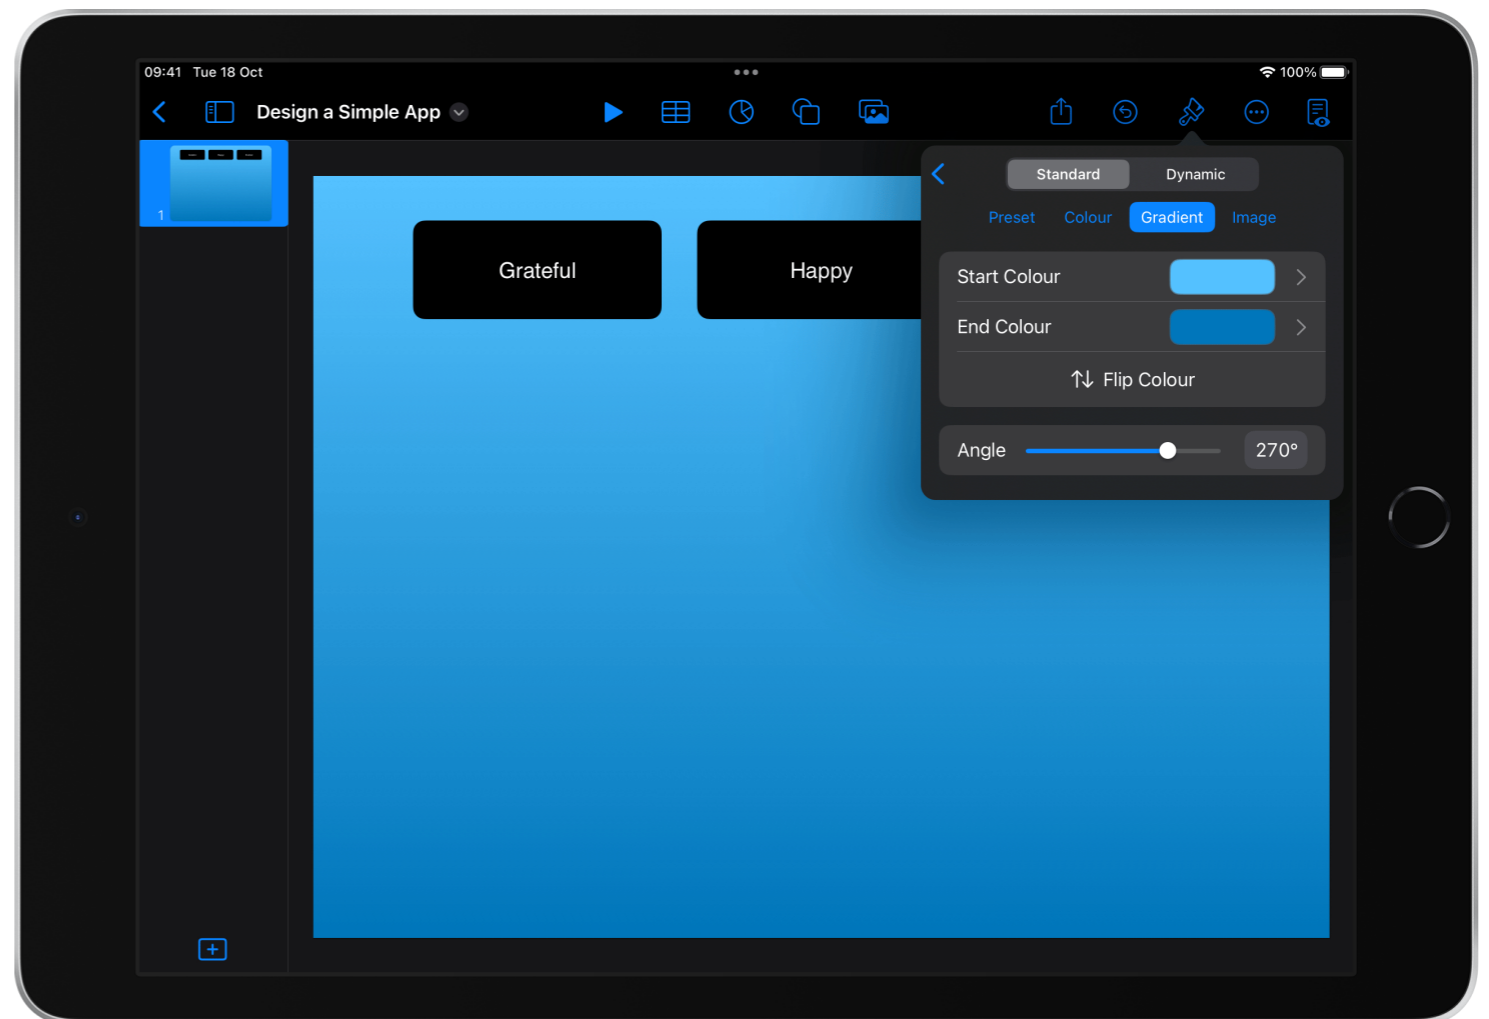 09:41 Tue 18 Oct
100%
Design a Simple App
Standard Dynamic
Preset Colour Gradient Image
Start Colour
End Colour
Flip Colour
Angle 270°
Grateful Happy
1